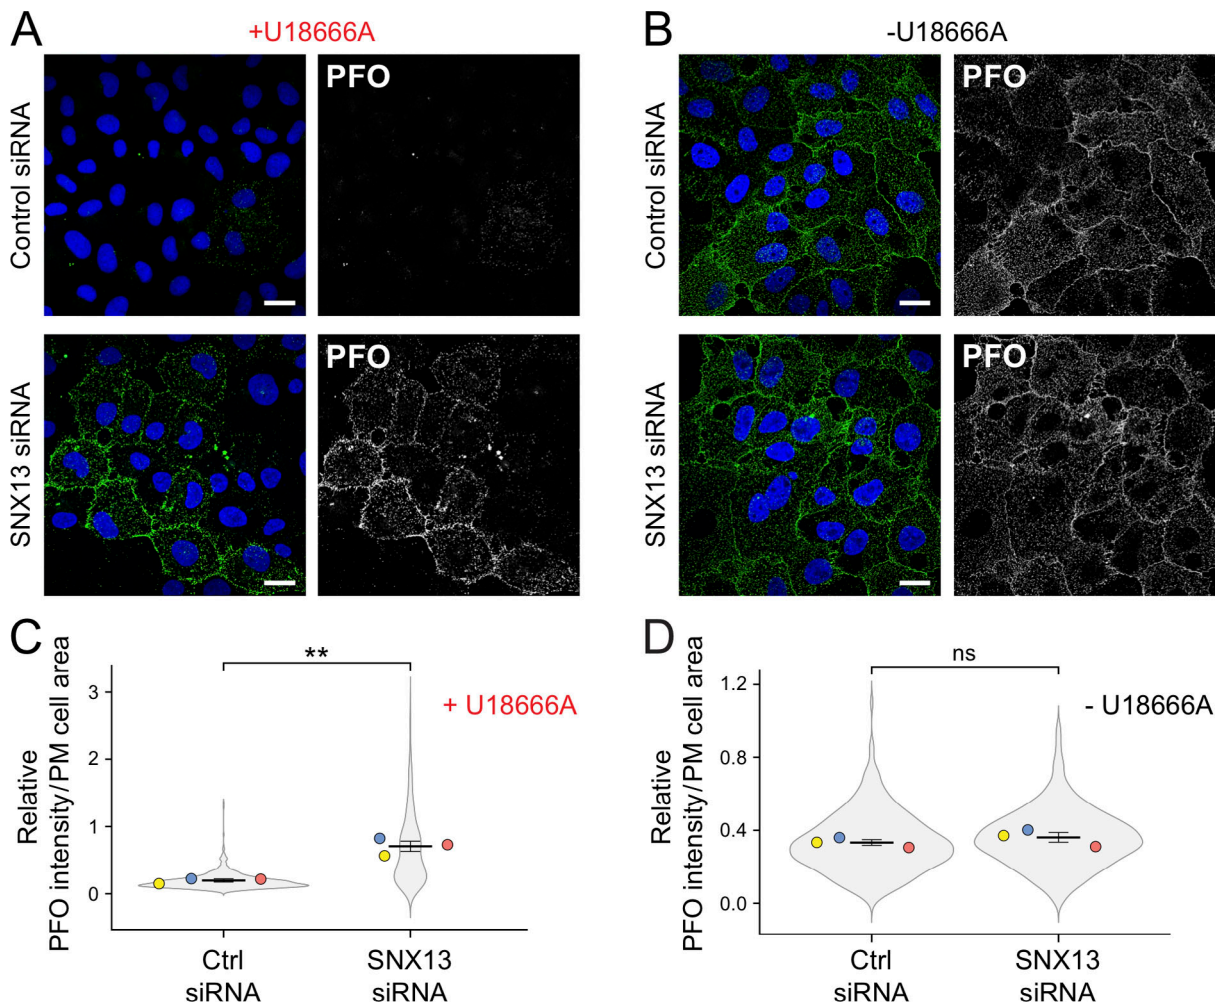 A
+U18666A
Control siRNA
PFO
SNX13 siRNA
PFO
B
-U18666A
Control siRNA
PFO
SNX13 siRNA
PFO
C
Relative
PFO intensity/PM cell area
3
2
1
0
**
+ U18666A
Ctrl
siRNA
SNX13
siRNA
D
Relative
PFO intensity/PM cell area
1.2
0.8
0.4
0.0
ns
- U18666A
Ctrl
siRNA
SNX13
siRNA